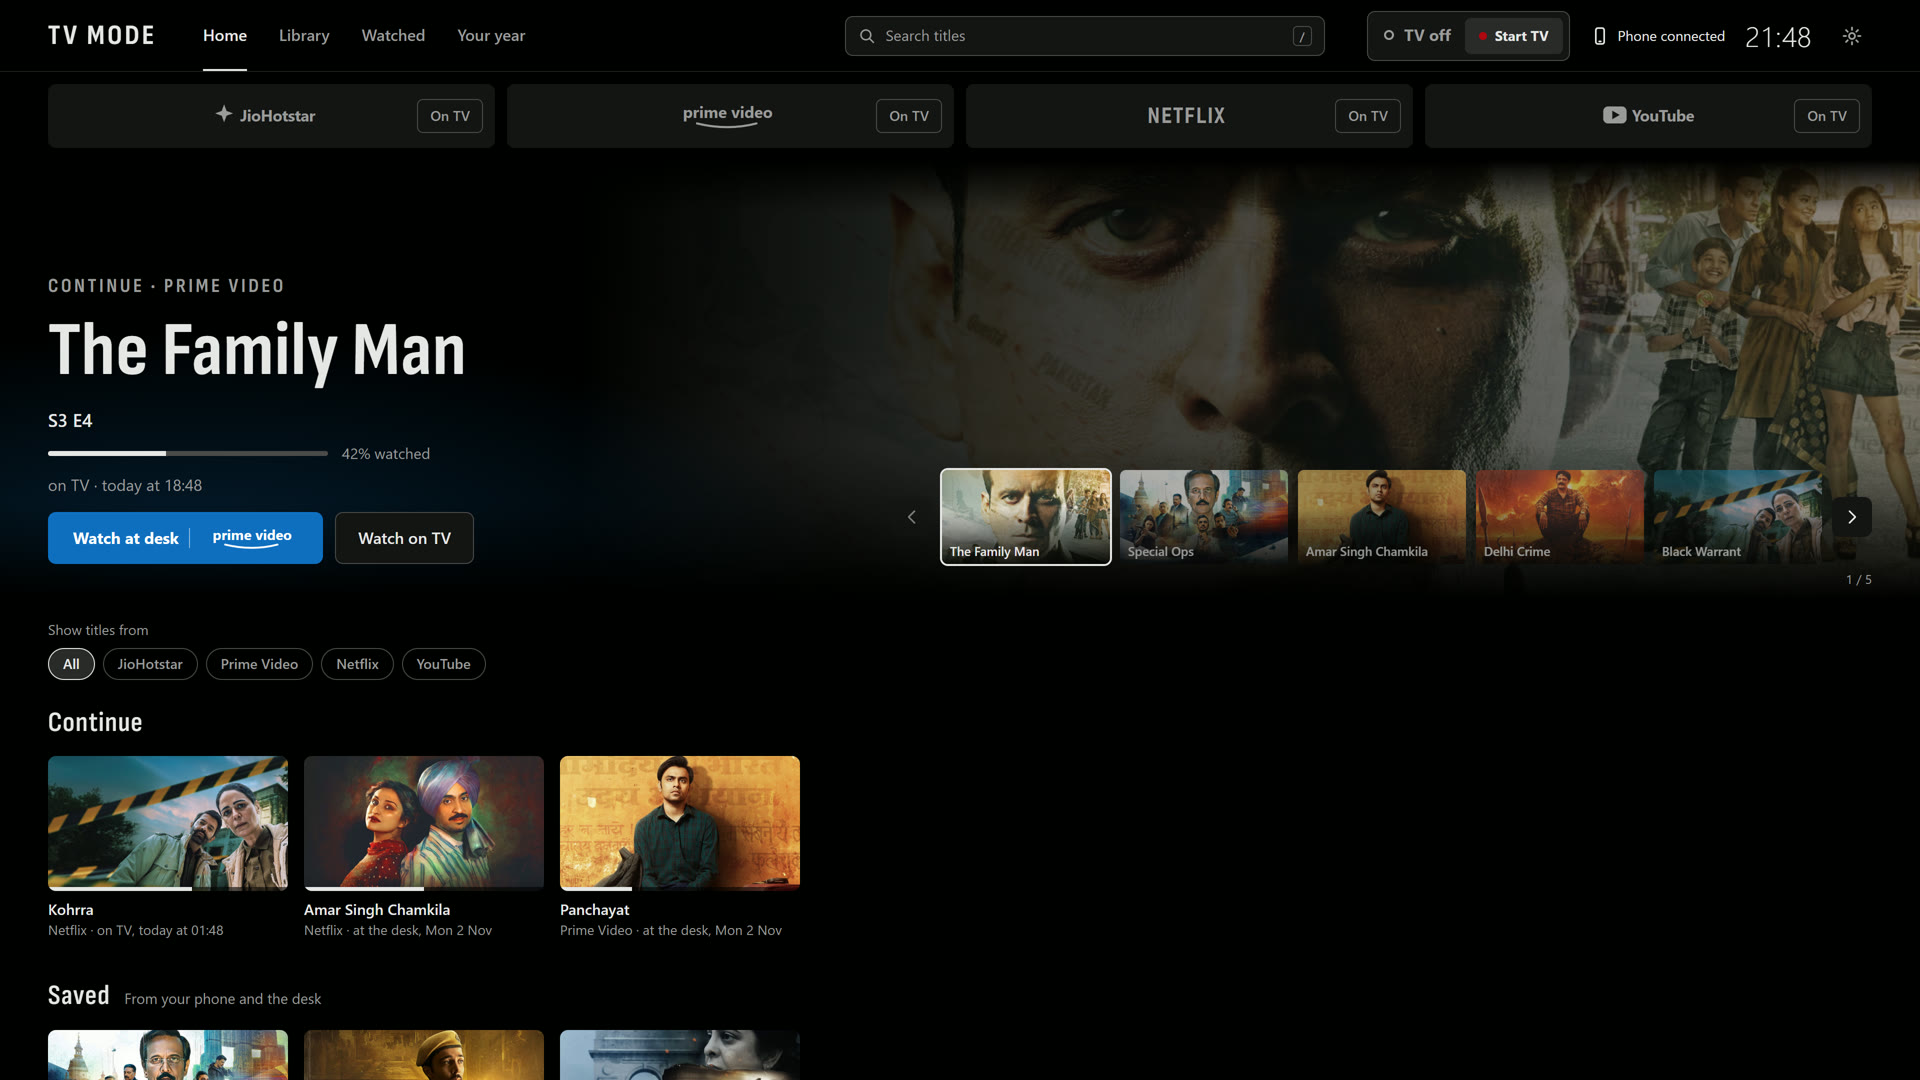 TV MODE
Home
Library
Watched
Your year
Search titles
/
TV off
Start TV
Phone connected
21:48
JioHotstar
On TV
prime video
On TV
NETFLIX
On TV
YouTube
On TV
CONTINUE · PRIME VIDEO
The Family Man
S3 E4
42% watched
on TV · today at 18:48
Watch at desk
prime video
Watch on TV
The Family Man
Special Ops
Amar Singh Chamkila
Delhi Crime
Black Warrant
1 / 5
Show titles from
All
JioHotstar
Prime Video
Netflix
YouTube
Continue
Kohrra
Netflix · on TV, today at 01:48
Amar Singh Chamkila
Netflix · at the desk, Mon 2 Nov
Panchayat
Prime Video · at the desk, Mon 2 Nov
Saved
From your phone and the desk